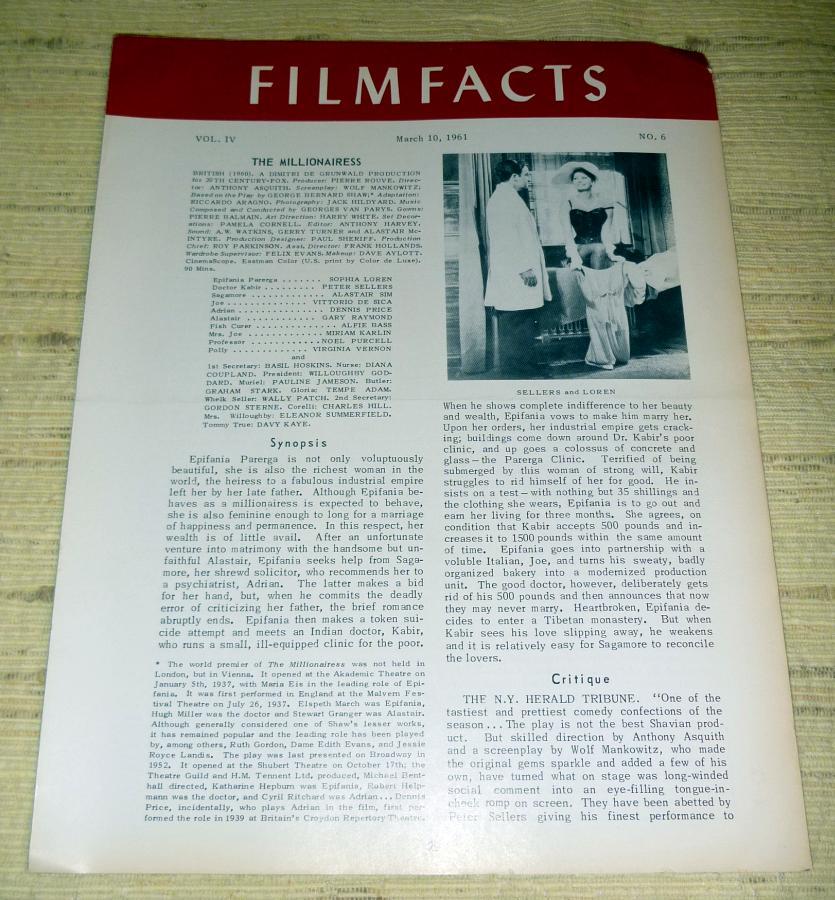 FILMFACTS
VOL. IV
March 10, 1961
NO. 6
THE MILLIONAIRESS
BRITISH (1960). A DIMITRI DE GRUNWALD PRODUCTION
for 20TH CENTURY-FOX. Producer: PIERRE ROUVE. Direc-
tor: ANTHONY ASQUITH. Screenplay: WOLF MANKOWITZ.
Based on the Play by GEORGE BERNARD SHAW.* Adaptation:
RICCARDO ARAGNO. Photography: JACK HILDYARD. Music
Composed and Conducted by GEORGES VAN PARYS. Gowns:
PIERRE BALMAIN. Art Direction: HARRY WHITE. Set Decor-
ations: PAMELA CORNELL. Editor: ANTHONY HARVEY.
Sound: A.W. WATKINS, GERRY TURNER and ALASTAIR Mc-
INTYRE. Production Designer: PAUL SHERIFF. Production
Chief: ROY PARKINSON. Asst. Director: FRANK HOLLANDS.
Wardrobe Supervisor: FELIX EVANS. Makeup: DAVE AYLOTT.
CinemaScope. Eastman Color (U.S. print by Color de Luxe).
90 Mins.
Epifania Parerga ....... SOPHIA LOREN
Doctor Kabir ......... PETER SELLERS
Sagamore ............. ALASTAIR SIM
Joe .............. VITTORIO DE SICA
Adrian .............. DENNIS PRICE
Alastair ............. GARY RAYMOND
Fish Curer .............. ALFIE BASS
Mrs. Joe ............. MIRIAM KARLIN
Professor ............ NOEL PURCELL
Polly ............. VIRGINIA VERNON
and
1st Secretary: BASIL HOSKINS. Nurse: DIANA
COUPLAND. President: WILLOUGHBY GOD-
DARD. Muriel: PAULINE JAMESON. Butler:
GRAHAM STARK. Gloria: TEMPE ADAM.
Whelk Seller: WALLY PATCH. 2nd Secretary:
GORDON STERNE. Corelli: CHARLES HILL.
Mrs. Willoughby: ELEANOR SUMMERFIELD.
Tommy True: DAVY KAYE.
Synopsis
Epifania Parerga is not only voluptuously
beautiful, she is also the richest woman in the
world, the heiress to a fabulous industrial empire
left her by her late father. Although Epifania be-
haves as a millionairess is expected to behave,
she is also feminine enough to long for a marriage
of happiness and permanence. In this respect, her
wealth is of little avail. After an unfortunate
venture into matrimony with the handsome but un-
faithful Alastair, Epifania seeks help from Saga-
more, her shrewd solicitor, who recommends her to
a psychiatrist, Adrian. The latter makes a bid
for her hand, but, when he commits the deadly
error of criticizing her father, the brief romance
abruptly ends. Epifania then makes a token sui-
cide attempt and meets an Indian doctor, Kabir,
who runs a small, ill-equipped clinic for the poor.
* The world premier of The Millionairess was not held in
London, but in Vienna. It opened at the Akademic Theatre on
January 5th, 1937, with Maria Eis in the leading role of Epi-
fania. It was first performed in England at the Malvern Fes-
tival Theatre on July 26, 1937. Elspeth March was Epifania,
Hugh Miller was the doctor and Stewart Granger was Alastair.
Although generally considered one of Shaw's lesser works,
it has remained popular and the leading role has been played
by, among others, Ruth Gordon, Dame Edith Evans, and Jessie
Royce Landis. The play was last presented on Broadway in
1952. It opened at the Shubert Theatre on October 17th; the
Theatre Guild and H.M. Tennent Ltd. produced, Michael Bent-
hall directed, Katharine Hepburn was Epifania, Robert Help-
mann was the doctor, and Cyril Ritchard was Adrian... Dennis
Price, incidentally, who plays Adrian in the film, first per-
formed the role in 1939 at Britain's Croydon Repertory Theatre.
SELLERS and LOREN
When he shows complete indifference to her beauty
and wealth, Epifania vows to make him marry her.
Upon her orders, her industrial empire gets crack-
ing; buildings come down around Dr. Kabir's poor
clinic, and up goes a colossus of concrete and
glass — the Parerga Clinic. Terrified of being
submerged by this woman of strong will, Kabir
struggles to rid himself of her for good. He in-
sists on a test — with nothing but 35 shillings and
the clothing she wears, Epifania is to go out and
earn her living for three months. She agrees, on
condition that Kabir accepts 500 pounds and in-
creases it to 1500 pounds within the same amount
of time. Epifania goes into partnership with a
voluble Italian, Joe, and turns his sweaty, badly
organized bakery into a modernized production
unit. The good doctor, however, deliberately gets
rid of his 500 pounds and then announces that now
they may never marry. Heartbroken, Epifania de-
cides to enter a Tibetan monastery. But when
Kabir sees his love slipping away, he weakens
and it is relatively easy for Sagamore to reconcile
the lovers.
Critique
THE N.Y. HERALD TRIBUNE. "One of the
tastiest and prettiest comedy confections of the
season ... The play is not the best Shavian prod-
uct. But skilled direction by Anthony Asquith
and a screenplay by Wolf Mankowitz, who made
the original gems sparkle and added a few of his
own, have turned what on stage was long-winded
social comment into an eye-filling tongue-in-
cheek romp on screen. They have been abetted by
Peter Sellers giving his finest performance to